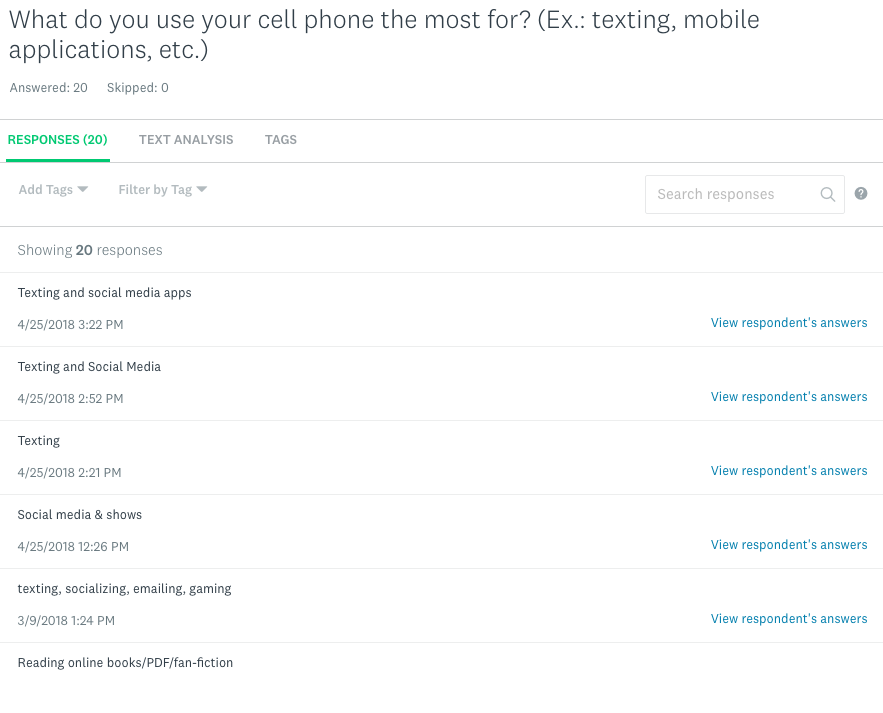 What do you use your cell phone the most for? (Ex.: texting, mobile
applications, etc.)
Answered: 20 Skipped: 0
RESPONSES (20) TEXT ANALYSIS TAGS
Add Tags Filter by Tag Search responses ?
Showing 20 responses
Texting and social media apps
4/25/2018 3:22 PM View respondent's answers
Texting and Social Media
4/25/2018 2:52 PM View respondent's answers
Texting
4/25/2018 2:21 PM View respondent's answers
Social media & shows
4/25/2018 12:26 PM View respondent's answers
texting, socializing, emailing, gaming
3/9/2018 1:24 PM View respondent's answers
Reading online books/PDF/fan-fiction